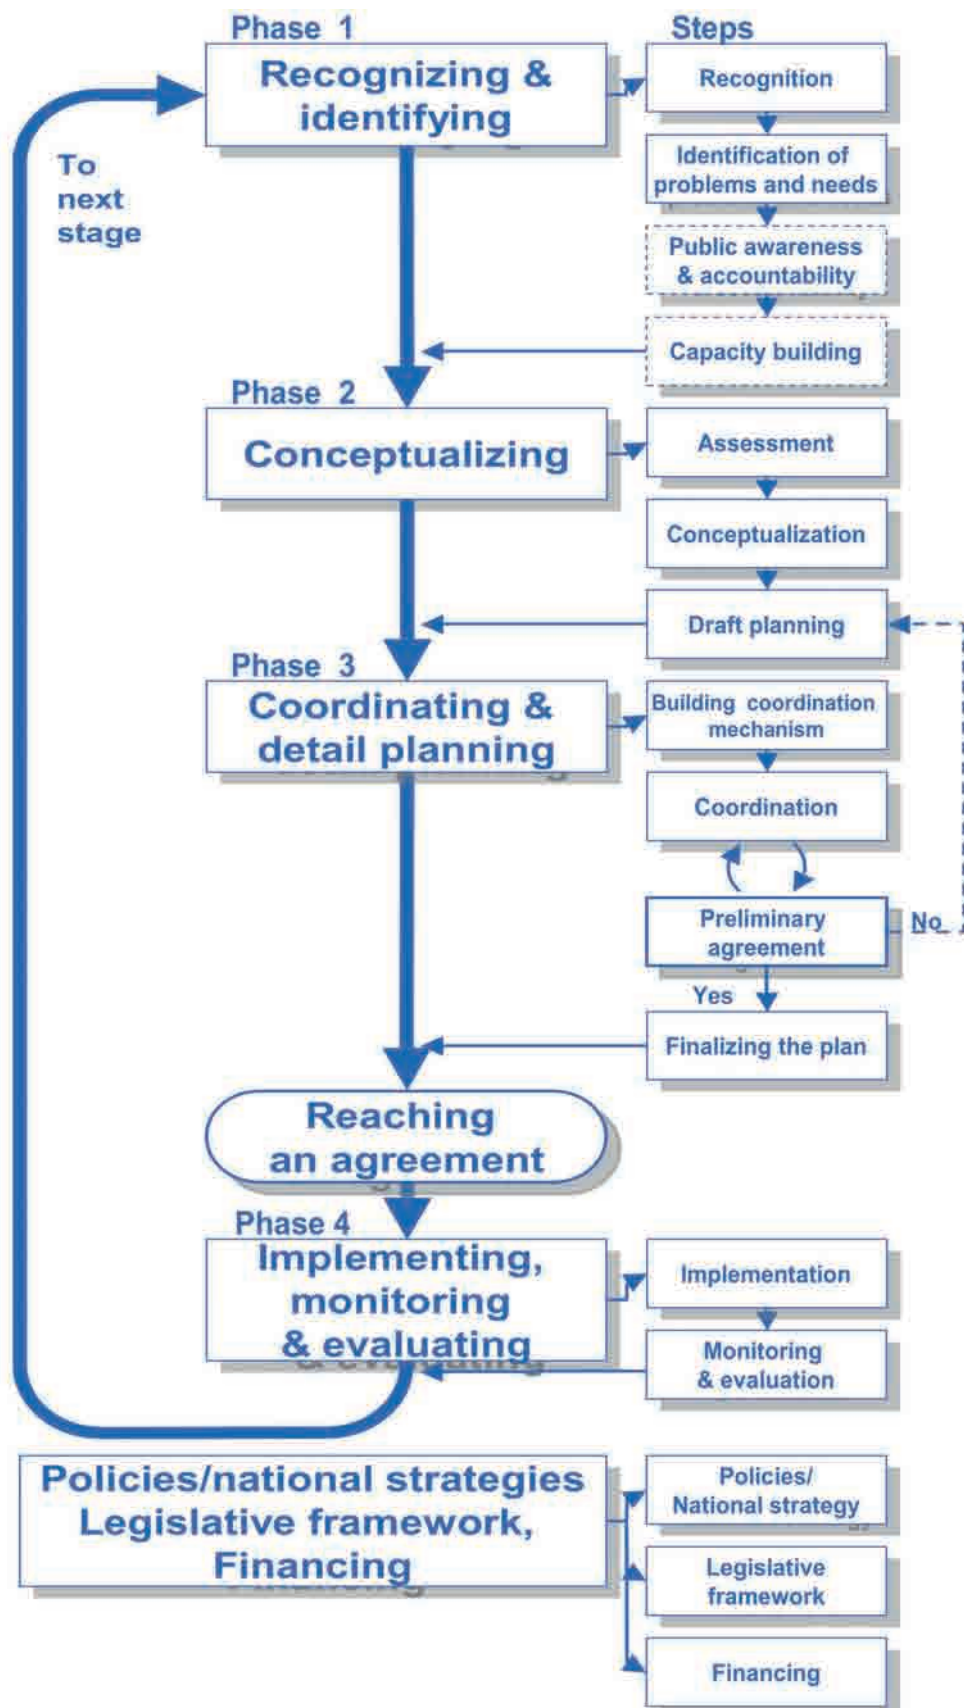 Phase 1
Steps
Recognizing &
identifying
Recognition
To
next
stage
Identification of
problems and needs
Public awareness
& accountability
Capacity building
Phase 2
Conceptualizing
Assessment
Conceptualization
Draft planning
Phase 3
Coordinating &
detail planning
Building coordination
mechanism
Coordination
Preliminary
agreement
No
Yes
Finalizing the plan
Reaching
an agreement
Phase 4
Implementing,
monitoring
& evaluating
Implementation
Monitoring
& evaluation
Policies/national strategies
Legislative framework,
Financing
Policies/
National strategy
Legislative
framework
Financing